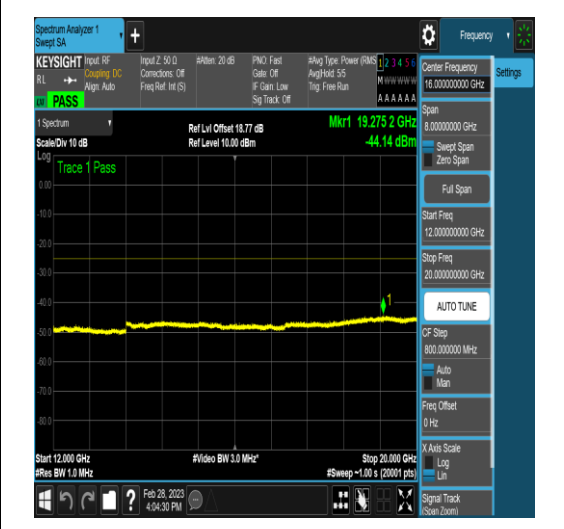 Spectrum Analyzer 1
Swept SA
Frequency
KEYSIGHT
RL
PASS
Input: RF
Coupling: DC
Align: Auto
Input Z: 50 Ω
Corrections: Off
Freq Ref: Int (S)
#Atten: 20 dB
PNO: Fast
Gate: Off
IF Gain: Low
Sig Track: Off
#Avg Type: Power (RMS
Avg|Hold: 5/5
Trig: Free Run
1 2 3 4 5 6
M W W W W W
A A A A A A
1 Spectrum
Scale/Div 10 dB
Ref Lvl Offset 18.77 dB
Ref Level 10.00 dBm
Mkr1 19.275 2 GHz
-44.14 dBm
Log
Trace 1 Pass
0.00
-10.0
-20.0
-30.0
-40.0
-50.0
-60.0
-70.0
-80.0
1
Start 12.000 GHz
#Res BW 1.0 MHz
#Video BW 3.0 MHz*
Stop 20.000 GHz
#Sweep ~1.00 s (20001 pts)
Feb 28, 2023
4:04:30 PM
?
Center Frequency
16.000000000 GHz
Settings
Span
8.00000000 GHz
Swept Span
Zero Span
Full Span
Start Freq
12.000000000 GHz
Stop Freq
20.000000000 GHz
AUTO TUNE
CF Step
800.000000 MHz
Auto
Man
Freq Offset
0 Hz
X Axis Scale
Log
Lin
Signal Track
(Span Zoom)